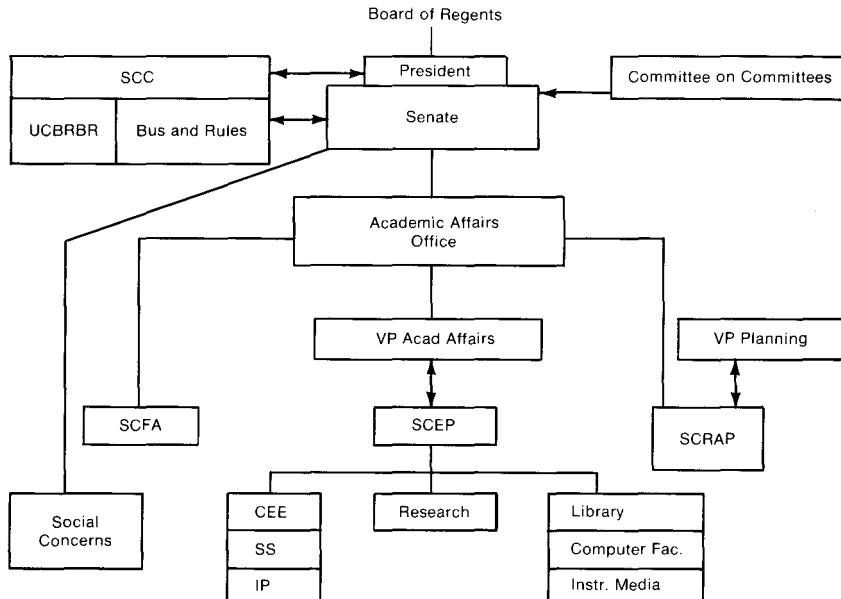 Board of Regents
SCC
President
Committee on Committees
UCBRBR
Bus and Rules
Senate
Academic Affairs
Office
VP Acad Affairs
VP Planning
SCFA
SCEP
SCRAP
Social
Concerns
CEE
SS
IP
Research
Library
Computer Fac.
Instr. Media